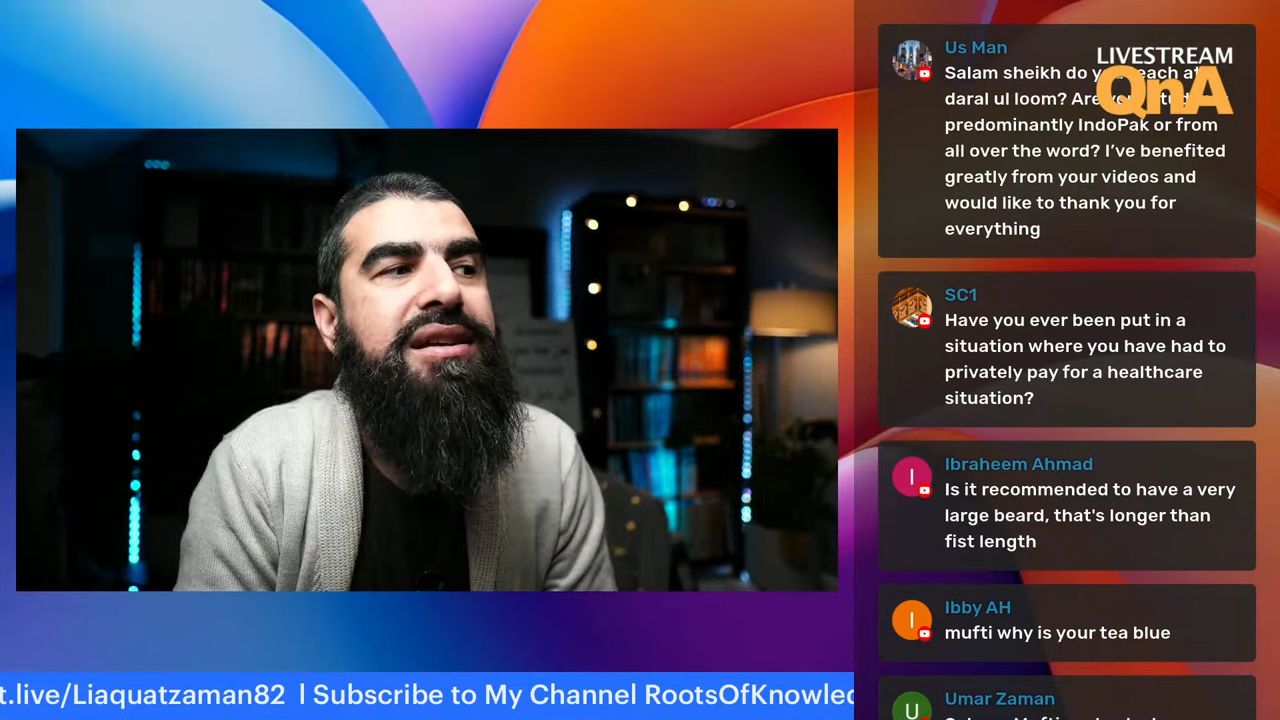 Us Man
Salam sheikh do each at
daral ul loom? Are
predominantly IndoPak or from
all over the word? I’ve benefited
greatly from your videos and
would like to thank you for
everything
LIVESTREAM
QnA
SC1
Have you ever been put in a
situation where you have had to
privately pay for a healthcare
situation?
I
Ibraheem Ahmad
Is it recommended to have a very
large beard, that's longer than
fist length
I
Ibby AH
mufti why is your tea blue
U
Umar Zaman
t.live/Liaquatzaman82 | Subscribe to My Channel RootsOfKnowled